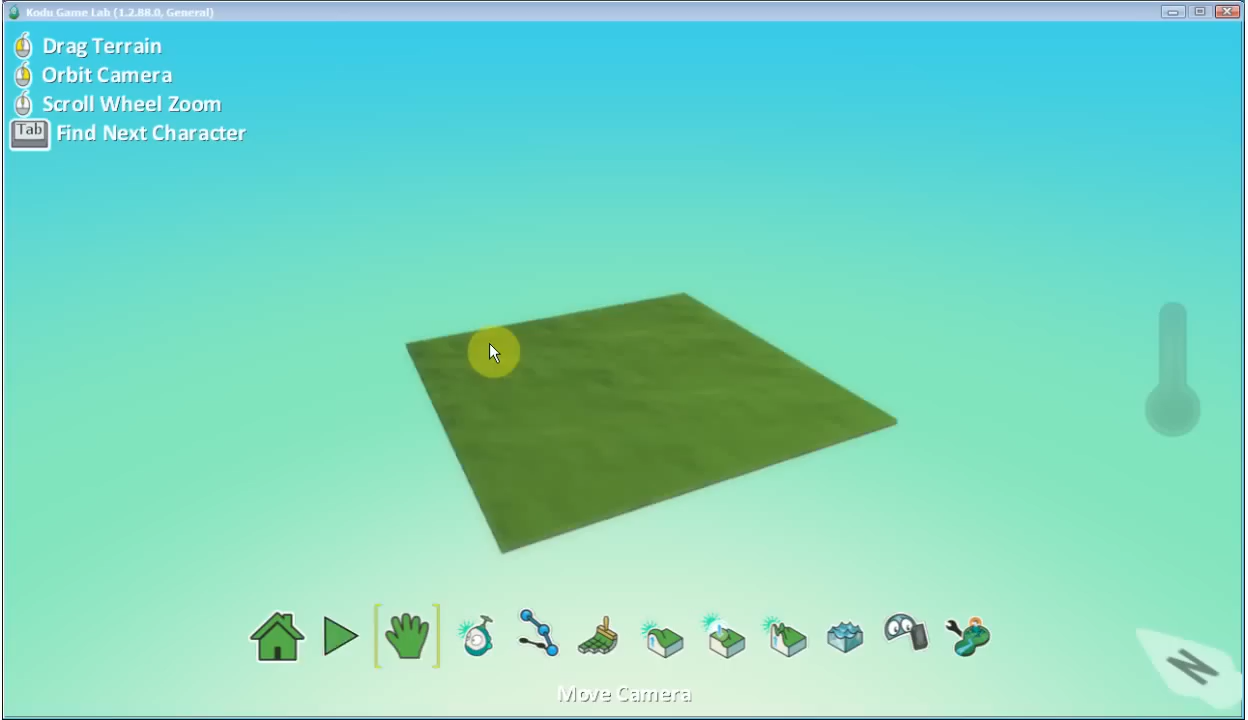 Kodu Game Lab (1.2.88.0, General)
Drag Terrain
Orbit Camera
Scroll Wheel Zoom
Tab Find Next Character
Move Camera
N